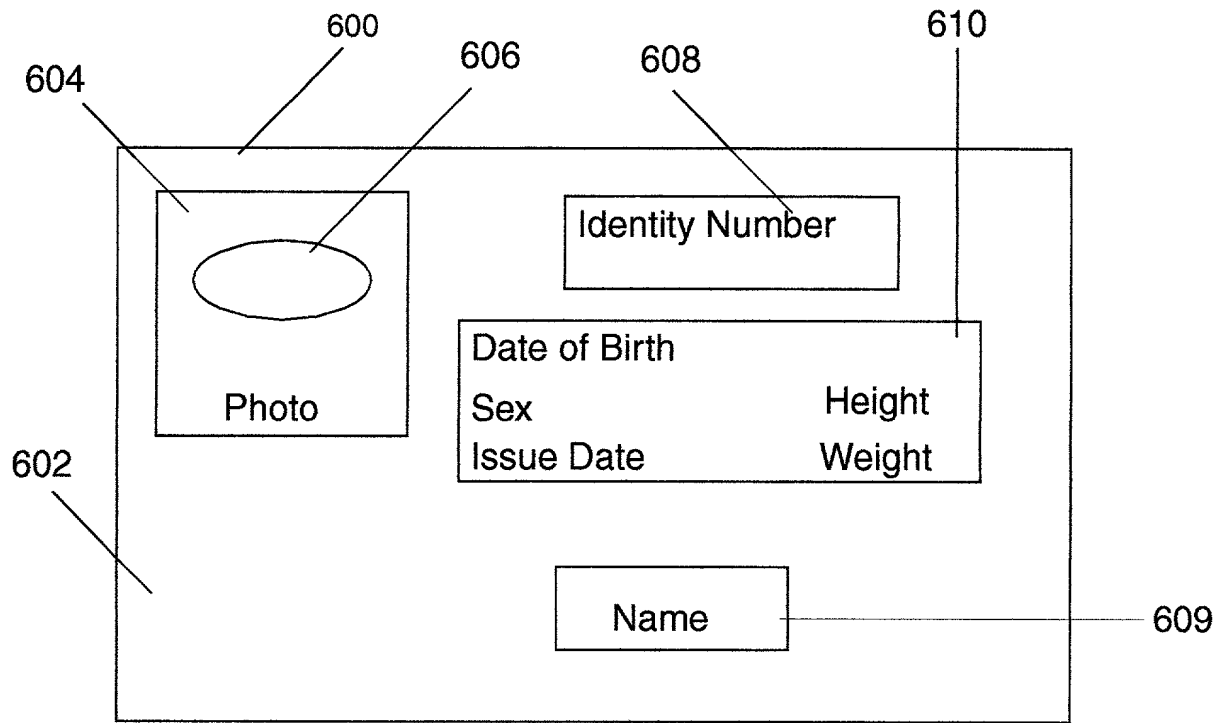 600
610
604
606
608
Identity Number
Date of Birth
Photo
Sex
Height
Issue Date
Weight
602
Name
609